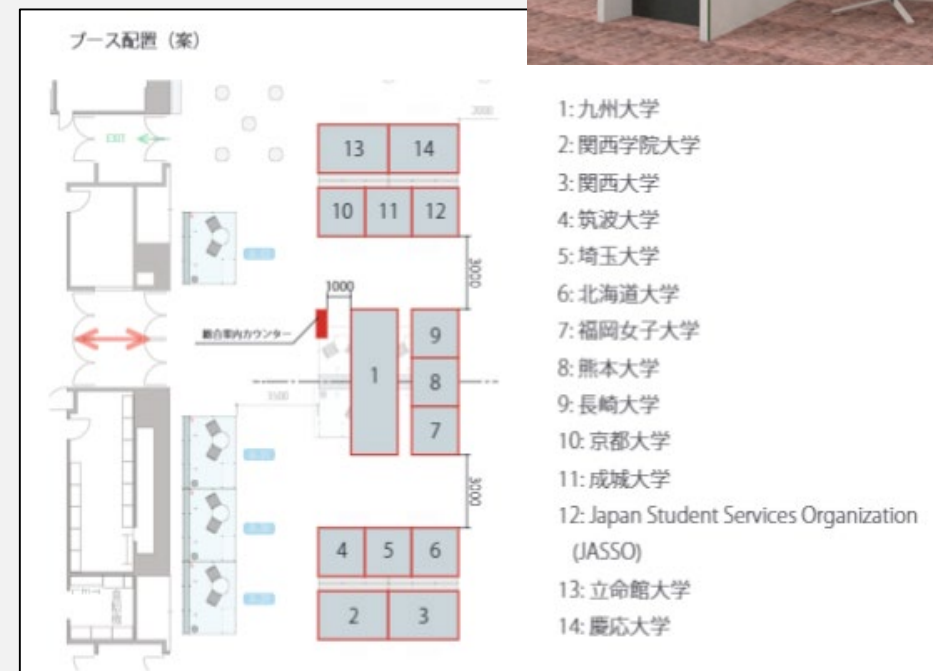 ブース配置（案）
EXIT
3000
13 14
10 11 12
3000
1000
総合案内カウンター
9
1 8
1500
7
3000
4 5 6
2 3
1: 九州大学
2: 関西学院大学
3: 関西大学
4: 筑波大学
5: 埼玉大学
6: 北海道大学
7: 福岡女子大学
8: 熊本大学
9: 長崎大学
10: 京都大学
11: 成城大学
12: Japan Student Services Organization
(JASSO)
13: 立命館大学
14: 慶応大学